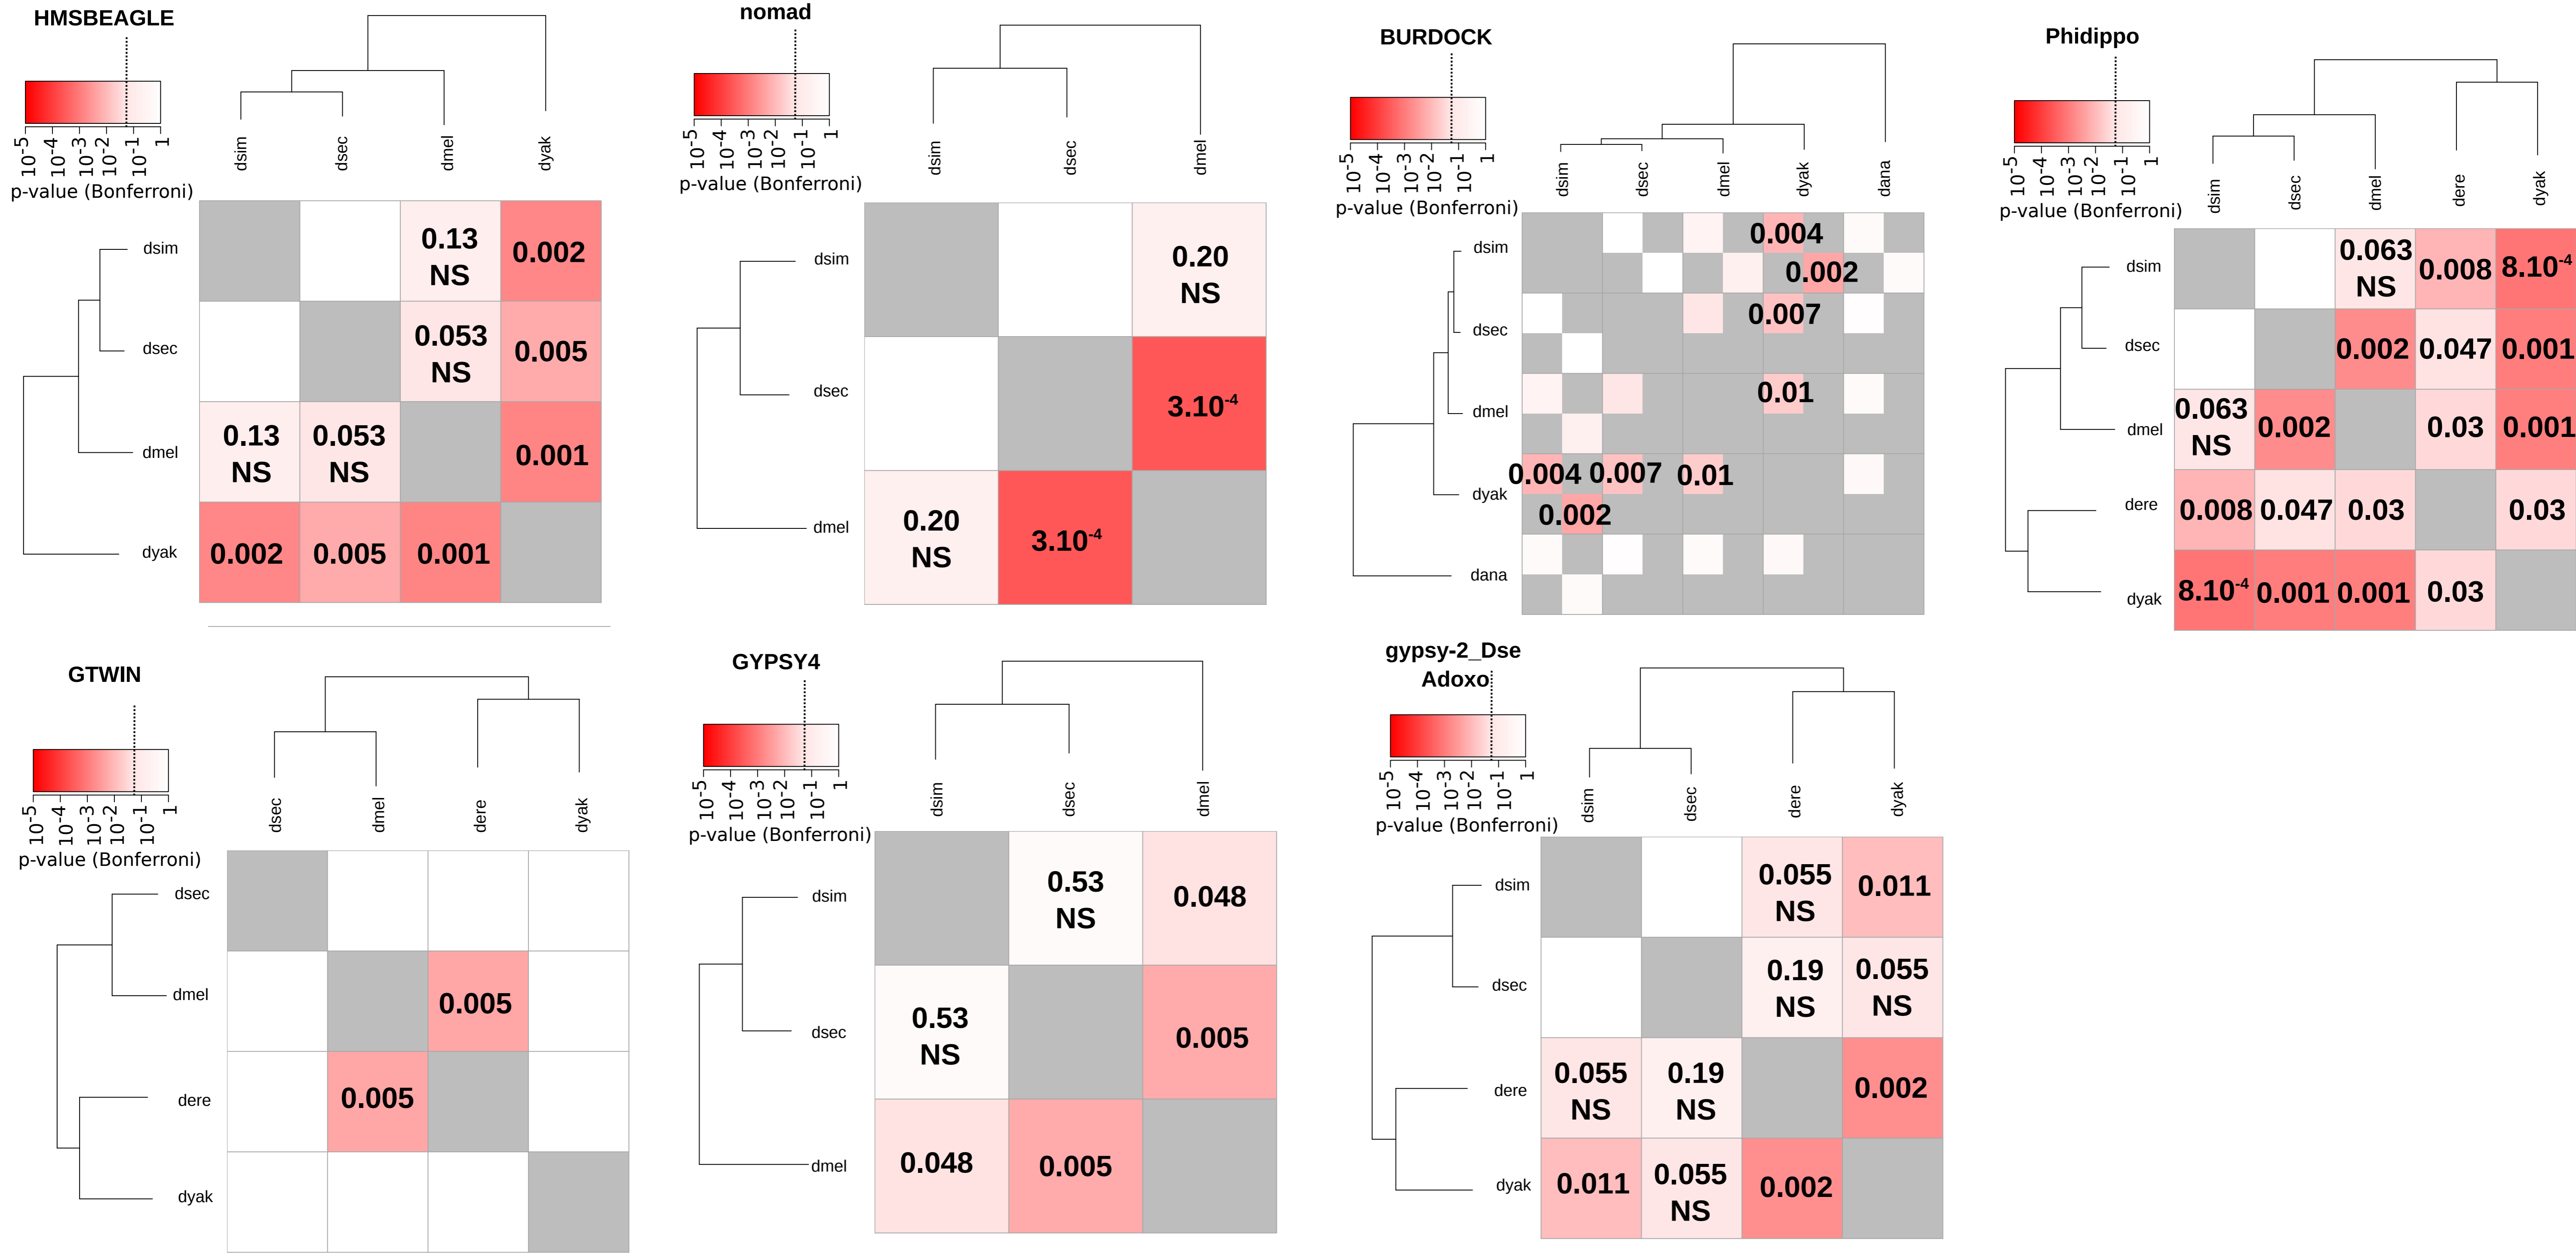 HMSBEAGLE
10-5 10-4 10-3 10-2 10-1 1
p-value (Bonferroni)
dsim dsec dmel dyak
dsim
0.13
NS
0.002
dsec
0.053
NS
0.005
dmel
0.13
NS
0.053
NS
0.001
dyak
0.002 0.005 0.001
nomad
10-5 10-4 10-3 10-2 10-1 1
p-value (Bonferroni)
dsim dsec dmel
dsim
0.20
NS
dsec
3.10-4
dmel
0.20
NS
3.10-4
BURDOCK
10-5 10-4 10-3 10-2 10-1 1
p-value (Bonferroni)
dsim dsec dmel dyak dana
dsim
0.004
0.002
dsec
0.007
dmel
0.01
dyak
0.004 0.007 0.01
0.002
dana
Phidippo
10-5 10-4 10-3 10-2 10-1 1
p-value (Bonferroni)
dsim dsec dmel dere dyak
dsim
0.063
NS
0.008 8.10-4
dsec
0.002 0.047 0.001
dmel
0.063
NS
0.002 0.03 0.001
dere
0.008 0.047 0.03 0.03
dyak
8.10-4 0.001 0.001 0.03
GTWIN
10-5 10-4 10-3 10-2 10-1 1
p-value (Bonferroni)
dsec dmel dere dyak
dsec
dmel
0.005
dere
0.005
dyak
GYPSY4
10-5 10-4 10-3 10-2 10-1 1
p-value (Bonferroni)
dsim dsec dmel
dsim
0.53
NS
0.048
dsec
0.53
NS
0.005
dmel
0.048 0.005
gypsy-2_Dse
Adoxo
10-5 10-4 10-3 10-2 10-1 1
p-value (Bonferroni)
dsim dsec dere dyak
dsim
0.055
NS
0.011
dsec
0.19
NS
0.055
NS
dere
0.055
NS
0.19
NS
0.002
dyak
0.011
0.055
NS
0.002